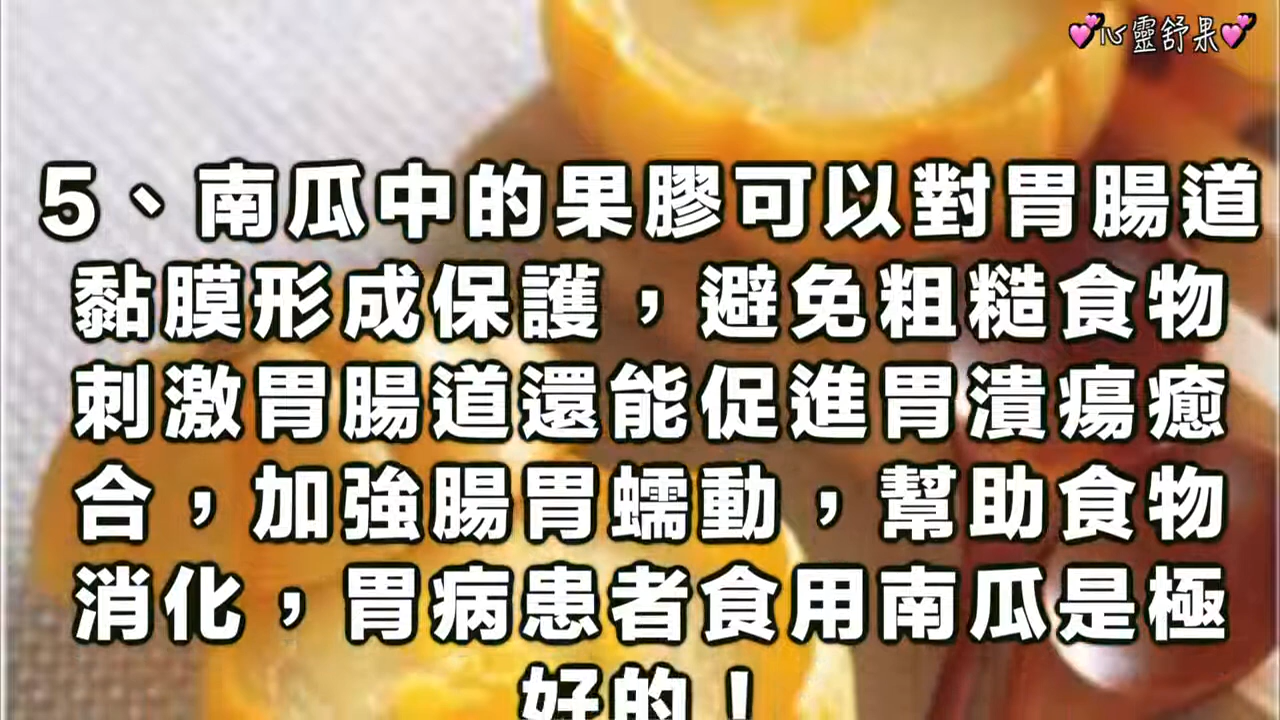 💕心靈舒果💕
5、南瓜中的果膠可以對胃腸道
黏膜形成保護，避免粗糙食物
刺激胃腸道還能促進胃潰瘍癒
合，加強腸胃蠕動，幫助食物
消化，胃病患者食用南瓜是極
好的！